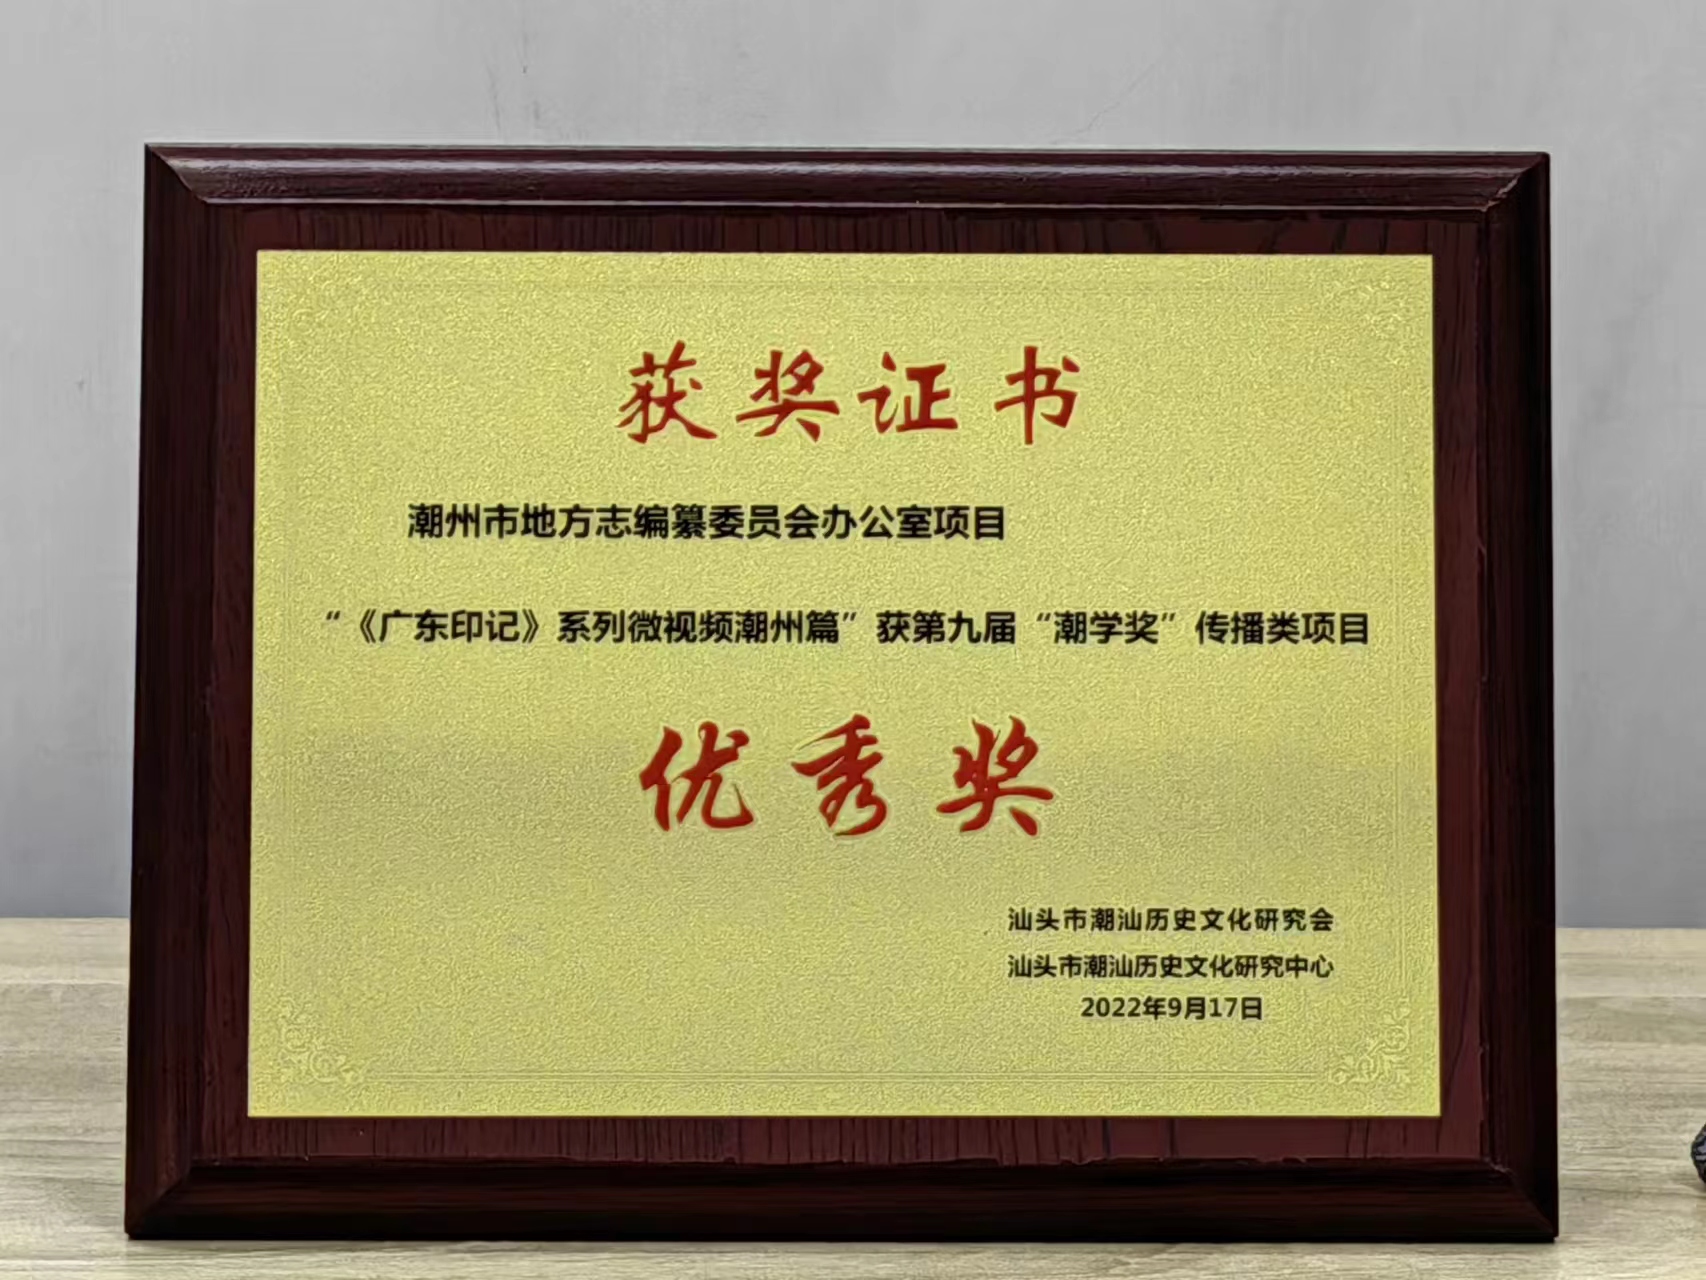 获奖证书
潮州市地方志编纂委员会办公室项目
“《广东印记》系列微视频潮州篇”获第九届“潮学奖”传播类项目
优秀奖
汕头市潮汕历史文化研究会
汕头市潮汕历史文化研究中心
2022年9月17日